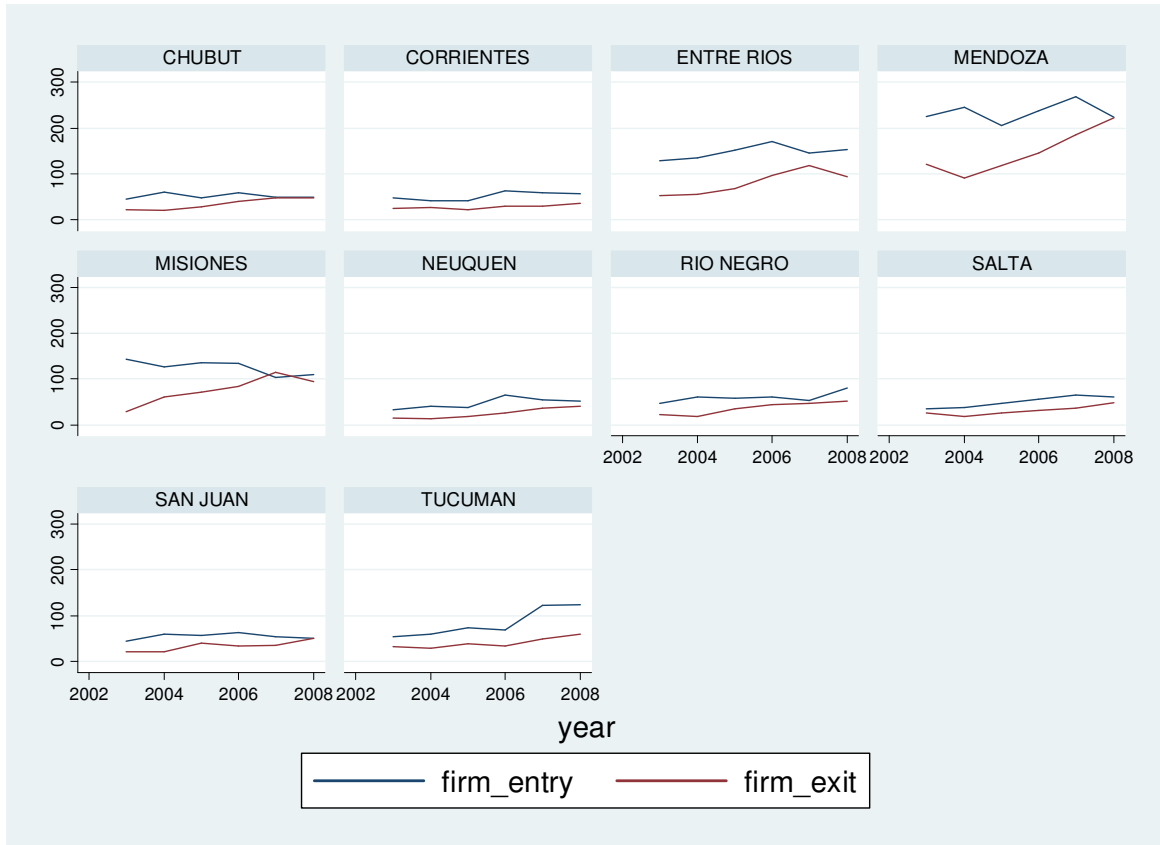 CHUBUT CORRIENTES ENTRE RIOS MENDOZA
300
200
100
0
MISIONES NEUQUEN RIO NEGRO SALTA
300
200
100
0
2002 2004 2006 2008 2002 2004 2006 2008
SAN JUAN TUCUMAN
300
200
100
0
2002 2004 2006 2008 2002 2004 2006 2008
year
firm_entry firm_exit